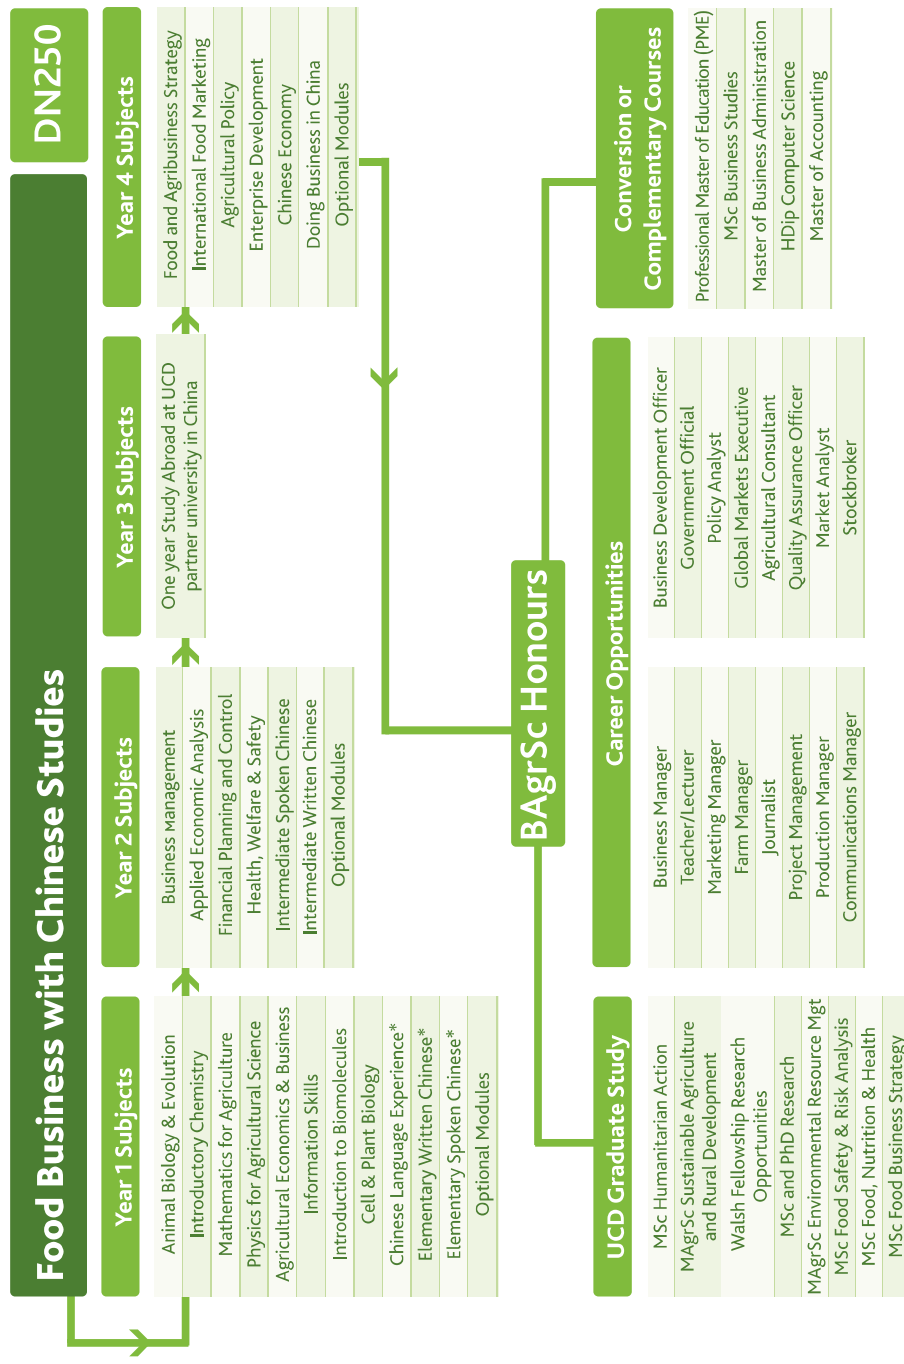 Food Business with Chinese Studies
DN250
Year 1 Subjects
Animal Biology & Evolution
Introductory Chemistry
Mathematics for Agriculture
Physics for Agricultural Science
Agricultural Economics & Business
Information Skills
Introduction to Biomolecules
Cell & Plant Biology
Chinese Language Experience*
Elementary Written Chinese*
Elementary Spoken Chinese*
Optional Modules
Year 2 Subjects
Business Management
Applied Economic Analysis
Financial Planning and Control
Health, Welfare & Safety
Intermediate Spoken Chinese
Intermediate Written Chinese
Optional Modules
Year 3 Subjects
One year Study Abroad at UCD
partner university in China
Year 4 Subjects
Food and Agribusiness Strategy
International Food Marketing
Agricultural Policy
Enterprise Development
Chinese Economy
Doing Business in China
Optional Modules
BAgrSc Honours
UCD Graduate Study
MSc Humanitarian Action
MAgrSc Sustainable Agriculture
and Rural Development
Walsh Fellowship Research
Opportunities
MSc and PhD Research
MAgrSc Environmental Resource Mgt
MSc Food Safety & Risk Analysis
MSc Food, Nutrition & Health
MSc Food Business Strategy
Career Opportunities
Business Manager
Teacher/Lecturer
Marketing Manager
Farm Manager
Journalist
Project Management
Production Manager
Communications Manager
Business Development Officer
Government Official
Policy Analyst
Global Markets Executive
Agricultural Consultant
Quality Assurance Officer
Market Analyst
Stockbroker
Conversion or
Complementary Courses
Professional Master of Education (PME)
MSc Business Studies
Master of Business Administration
HDip Computer Science
Master of Accounting